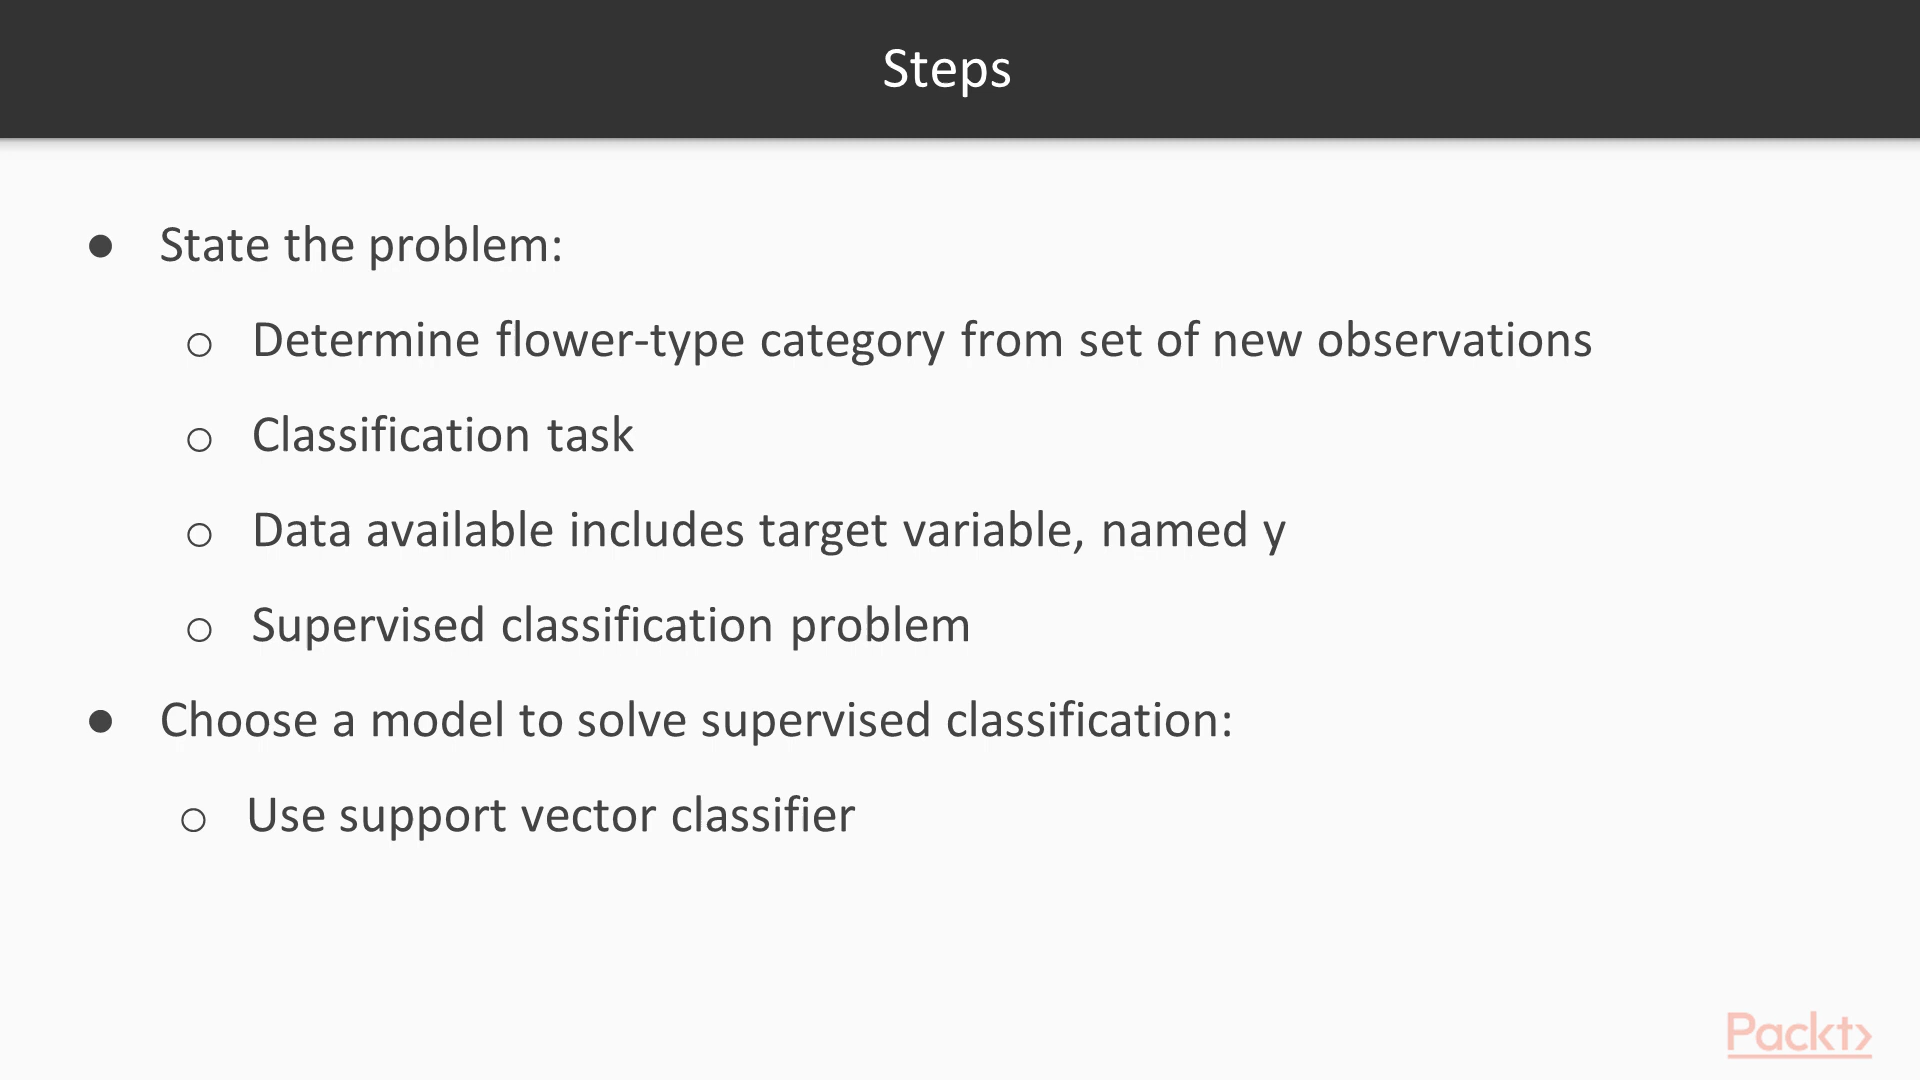 Steps
● State the problem:
○ Determine flower-type category from set of new observations
○ Classification task
○ Data available includes target variable, named y
○ Supervised classification problem
● Choose a model to solve supervised classification:
○ Use support vector classifier
Packt>